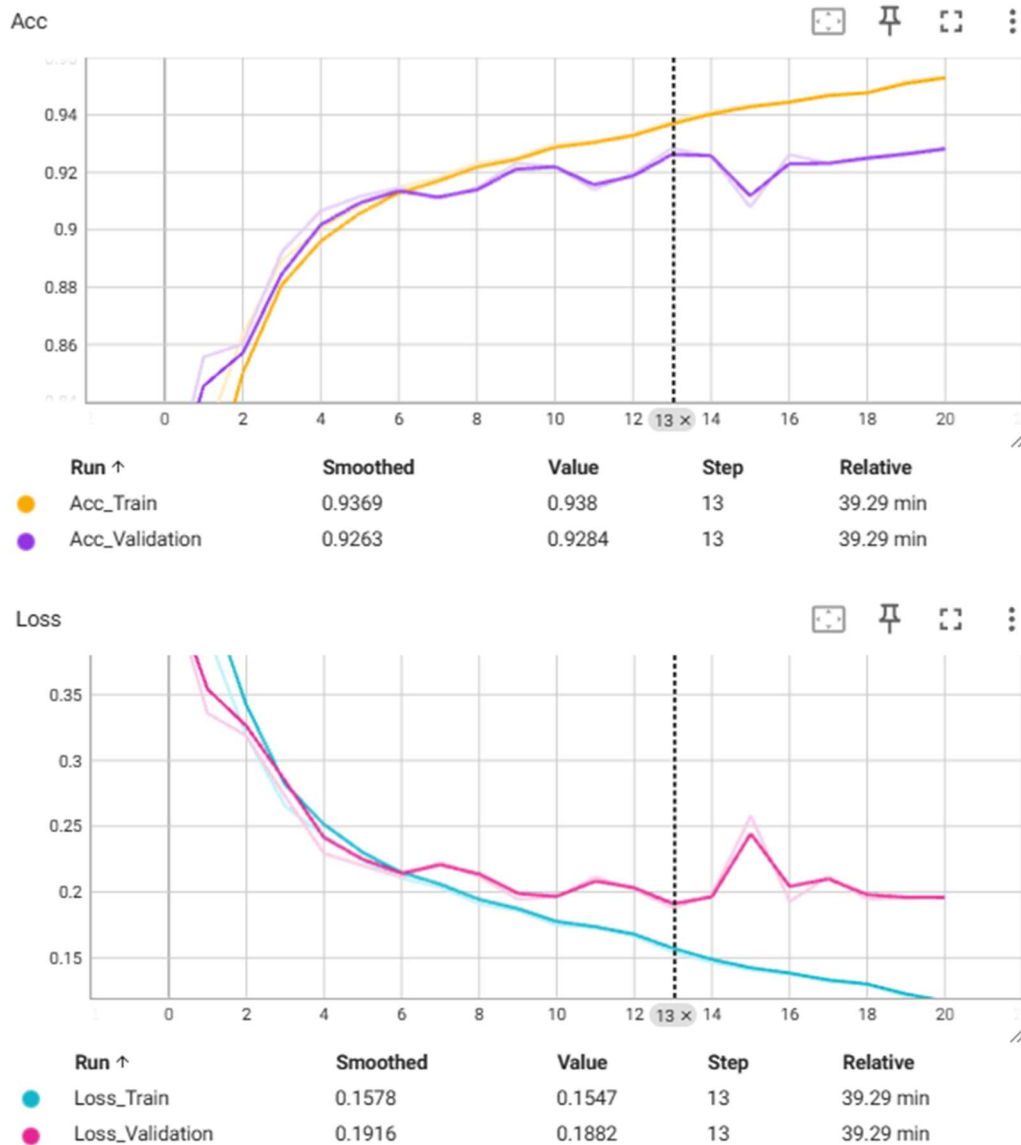 Acc
0.94
0.92
0.9
0.88
0.86
0.84
0 2 4 6 8 10 12 13 × 14 16 18 20
Run ↑ Smoothed Value Step Relative
Acc_Train 0.9369 0.938 13 39.29 min
Acc_Validation 0.9263 0.9284 13 39.29 min
Loss
0.35
0.3
0.25
0.2
0.15
0 2 4 6 8 10 12 13 × 14 16 18 20
Run ↑ Smoothed Value Step Relative
Loss_Train 0.1578 0.1547 13 39.29 min
Loss_Validation 0.1916 0.1882 13 39.29 min